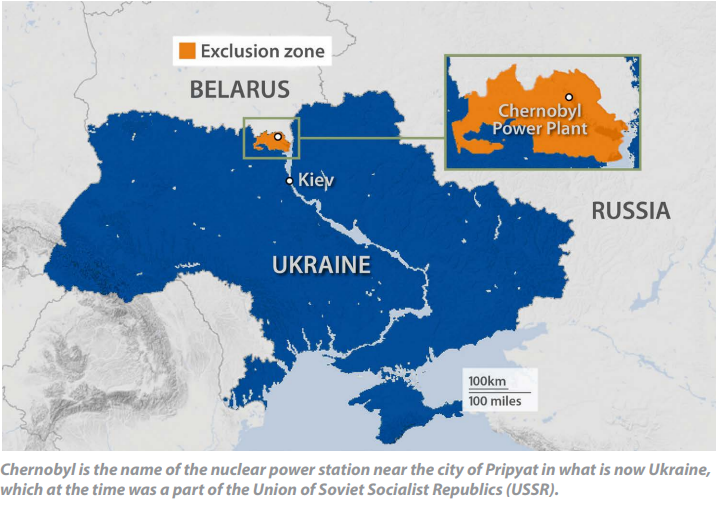 Exclusion zone
BELARUS
Chernobyl
Power Plant
Kiev
RUSSIA
UKRAINE
100km
100 miles
Chernobyl is the name of the nuclear power station near the city of Pripyat in what is now Ukraine,
which at the time was a part of the Union of Soviet Socialist Republics (USSR).